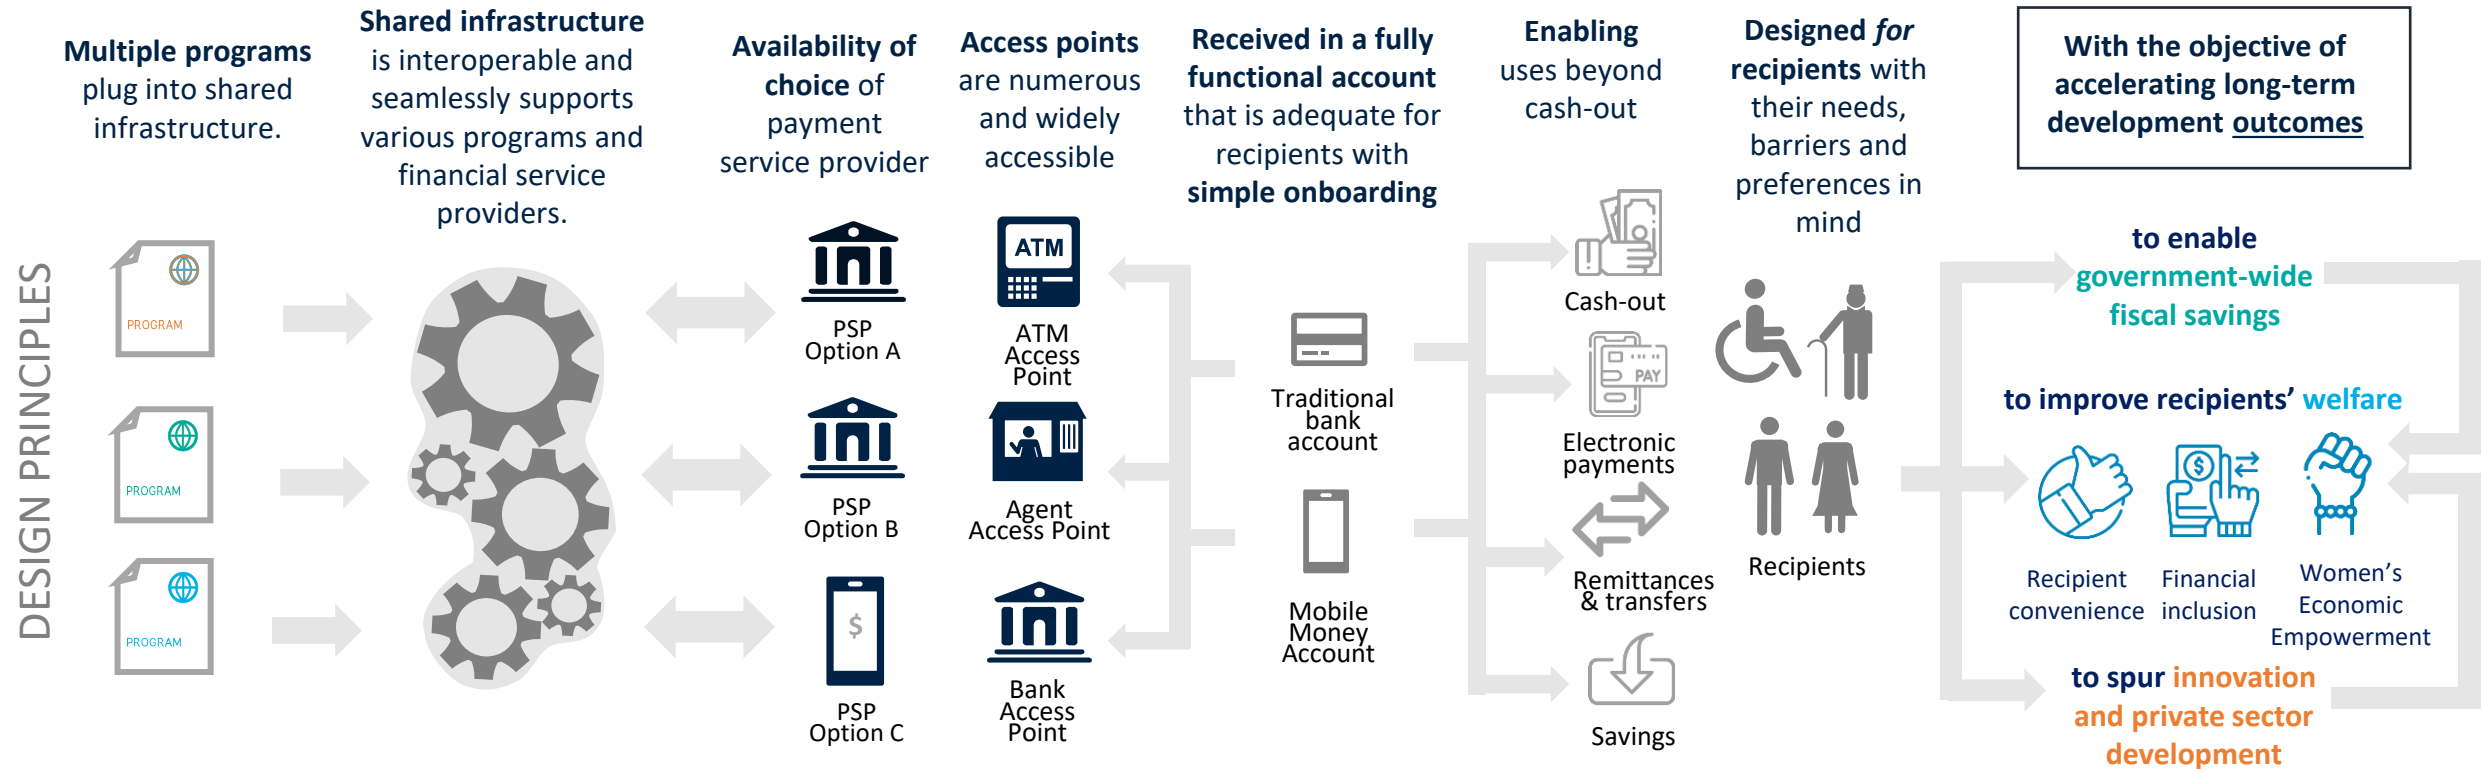 DESIGN PRINCIPLES
Multiple programs
plug into shared
infrastructure.
PROGRAM
PROGRAM
PROGRAM
Shared infrastructure
is interoperable and
seamlessly supports
various programs and
financial service
providers.
Availability of
choice of
payment
service provider
PSP
Option A
PSP
Option B
$
PSP
Option C
Access points
are numerous
and widely
accessible
ATM
ATM
Access
Point
Agent
Access Point
Bank
Access
Point
Received in a fully
functional account
that is adequate for
recipients with
simple onboarding
Traditional
bank
account
Mobile
Money
Account
Enabling
uses beyond
cash-out
Cash-out
PAY
Electronic
payments
Remittances
& transfers
Savings
Designed for
recipients with
their needs,
barriers and
preferences in
mind
Recipients
With the objective of
accelerating long-term
development outcomes
to enable
government-wide
fiscal savings
to improve recipients’ welfare
$
Recipient
convenience
Financial
inclusion
Women’s
Economic
Empowerment
to spur innovation
and private sector
development